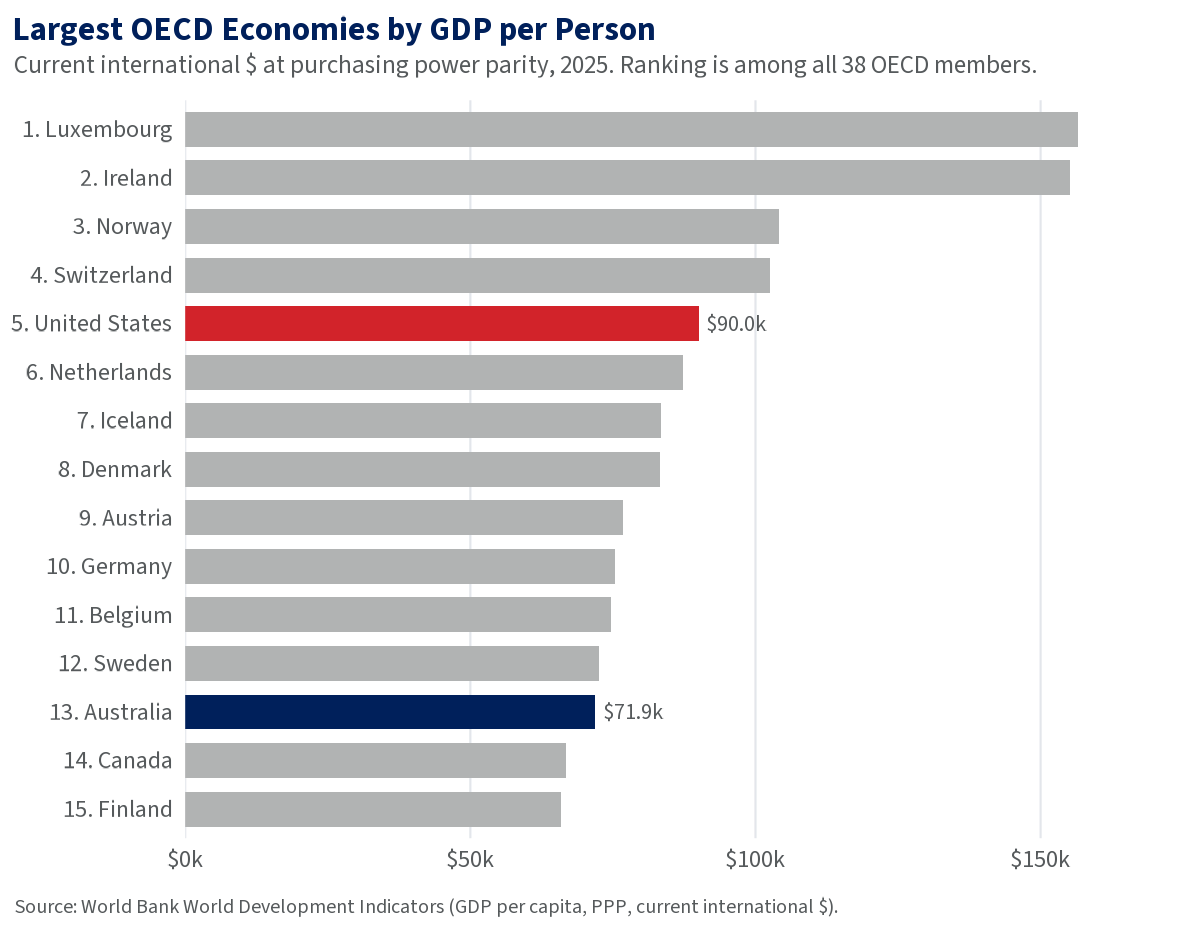 Largest OECD Economies by GDP per Person
Current international $ at purchasing power parity, 2025. Ranking is among all 38 OECD members.
1. Luxembourg
2. Ireland
3. Norway
4. Switzerland
5. United States
$90.0k
6. Netherlands
7. Iceland
8. Denmark
9. Austria
10. Germany
11. Belgium
12. Sweden
13. Australia
$71.9k
14. Canada
15. Finland
$0k
$50k
$100k
$150k
Source: World Bank World Development Indicators (GDP per capita, PPP, current international $).